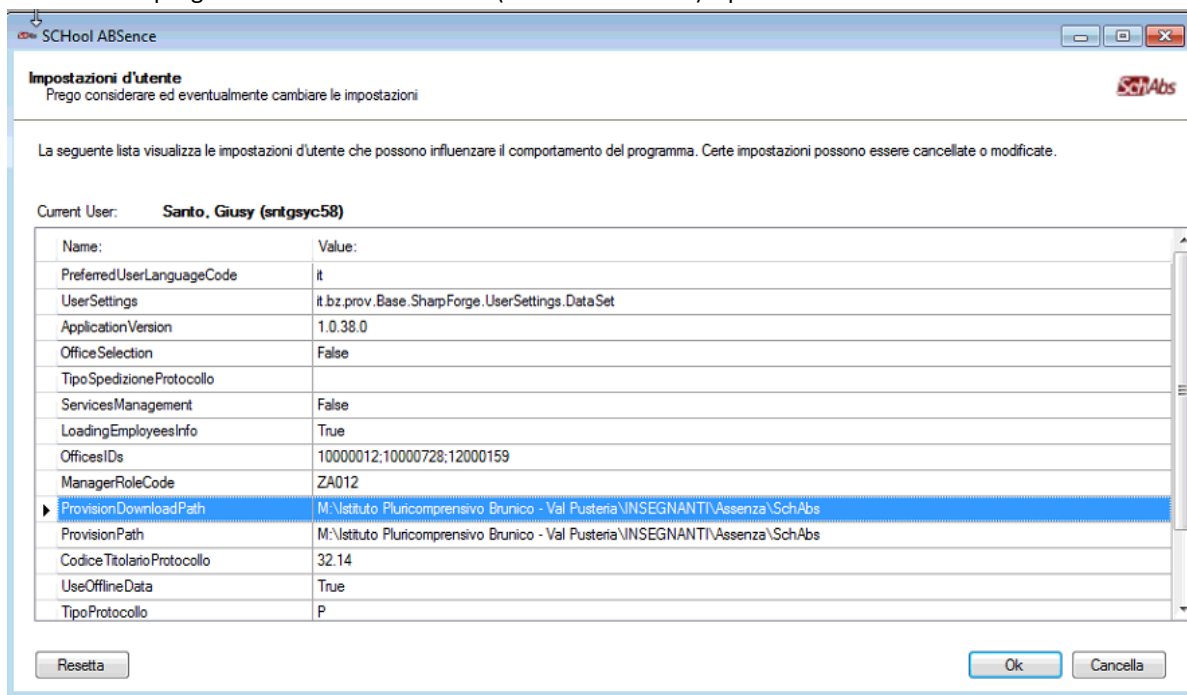 SCHool ABSence
Impostazioni d'utente
Prego considerare ed eventualmente cambiare le impostazioni
SchAbs
La seguente lista visualizza le impostazioni d'utente che possono influenzare il comportamento del programma. Certe impostazioni possono essere cancellate o modificate.
Current User: Santo, Giusy (sntgsyc58)
Name: Value:
PreferredUserLanguageCode it
UserSettings it.bz.prov.Base.SharpForge.UserSettings.DataSet
ApplicationVersion 1.0.38.0
OfficeSelection False
TipoSpedizioneProtocollo
ServicesManagement False
LoadingEmployeesInfo True
OfficesIDs 10000012;10000728;12000159
ManagerRoleCode ZA012
ProvisionDownloadPath M:\Istituto Pluricomprensivo Brunico - Val Pusteria\INSEGNANTI\Assenza\SchAbs
ProvisionPath M:\Istituto Pluricomprensivo Brunico - Val Pusteria\INSEGNANTI\Assenza\SchAbs
CodiceTitolarioProtocollo 32.14
UseOfflineData True
TipoProtocollo P
Resetta Ok Cancella